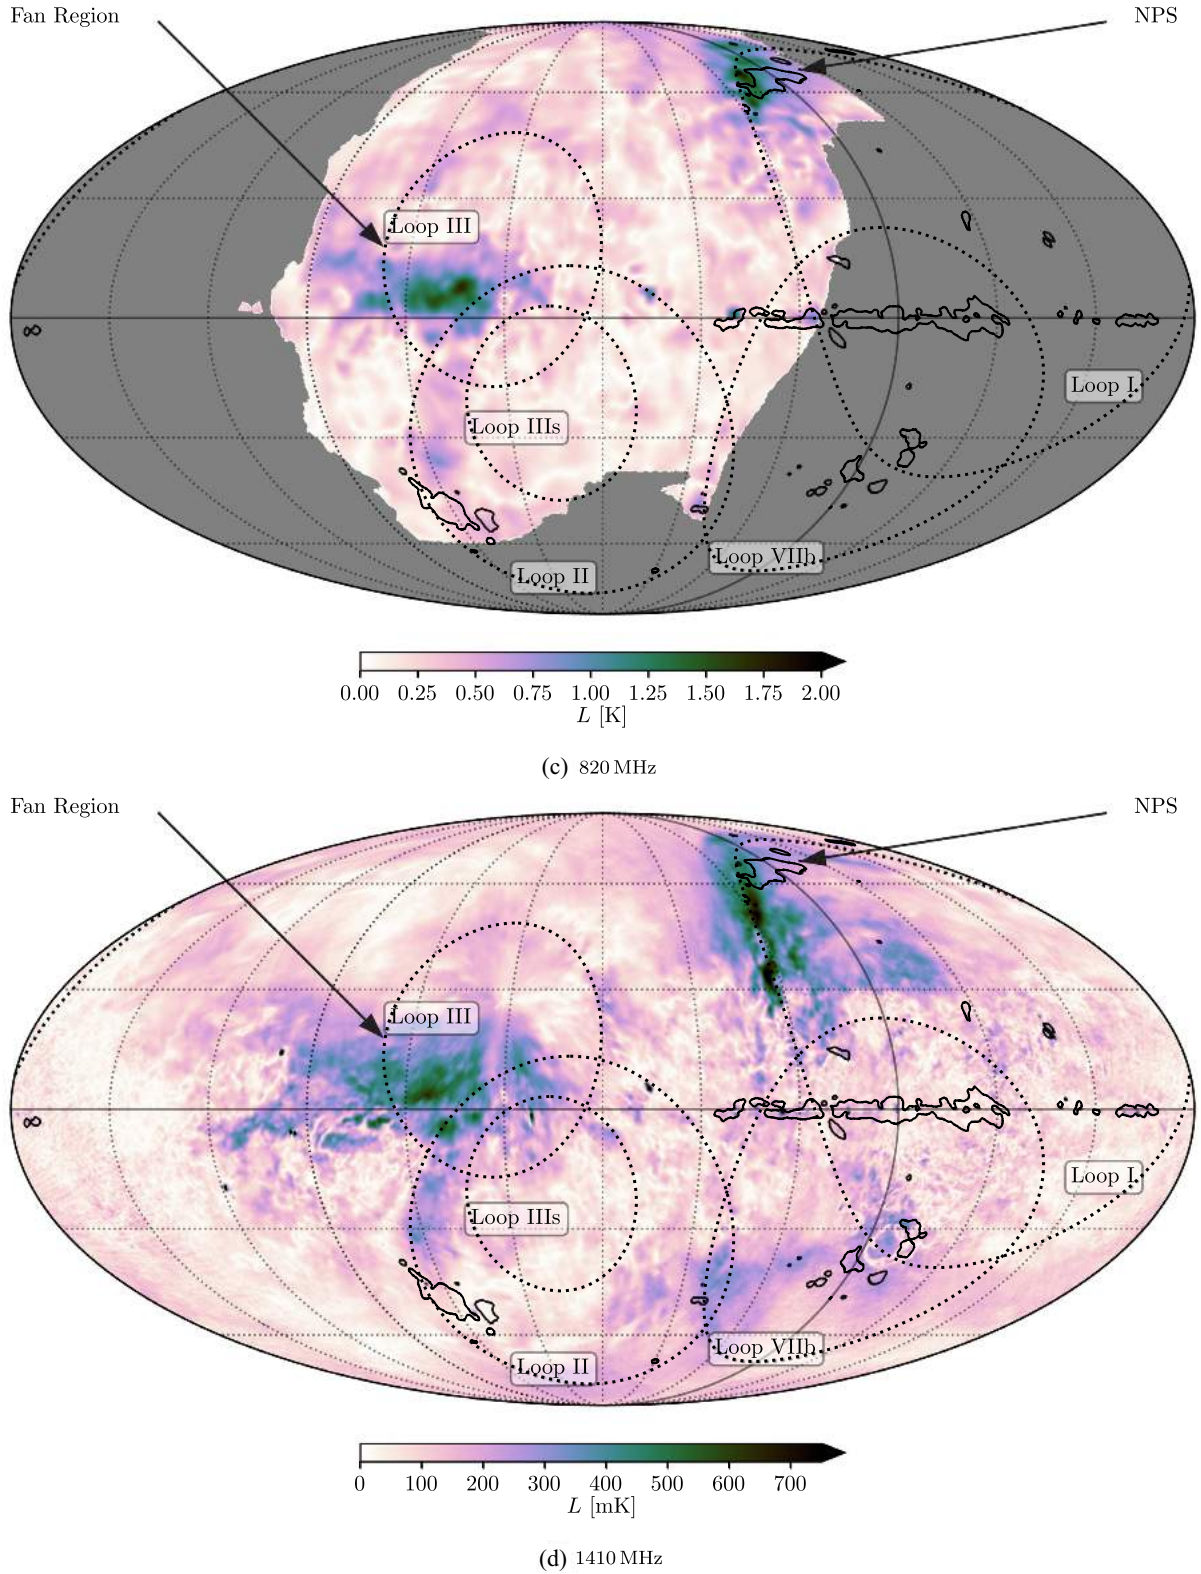 Fan Region
NPS
Loop III
Loop I
Loop IIIs
Loop VIIb
Loop II
0.00 0.25 0.50 0.75 1.00 1.25 1.50 1.75 2.00
L [K]
(c) 820 MHz
Fan Region
NPS
Loop III
Loop I
Loop IIIs
Loop VIIb
Loop II
0 100 200 300 400 500 600 700
L [mK]
(d) 1410 MHz